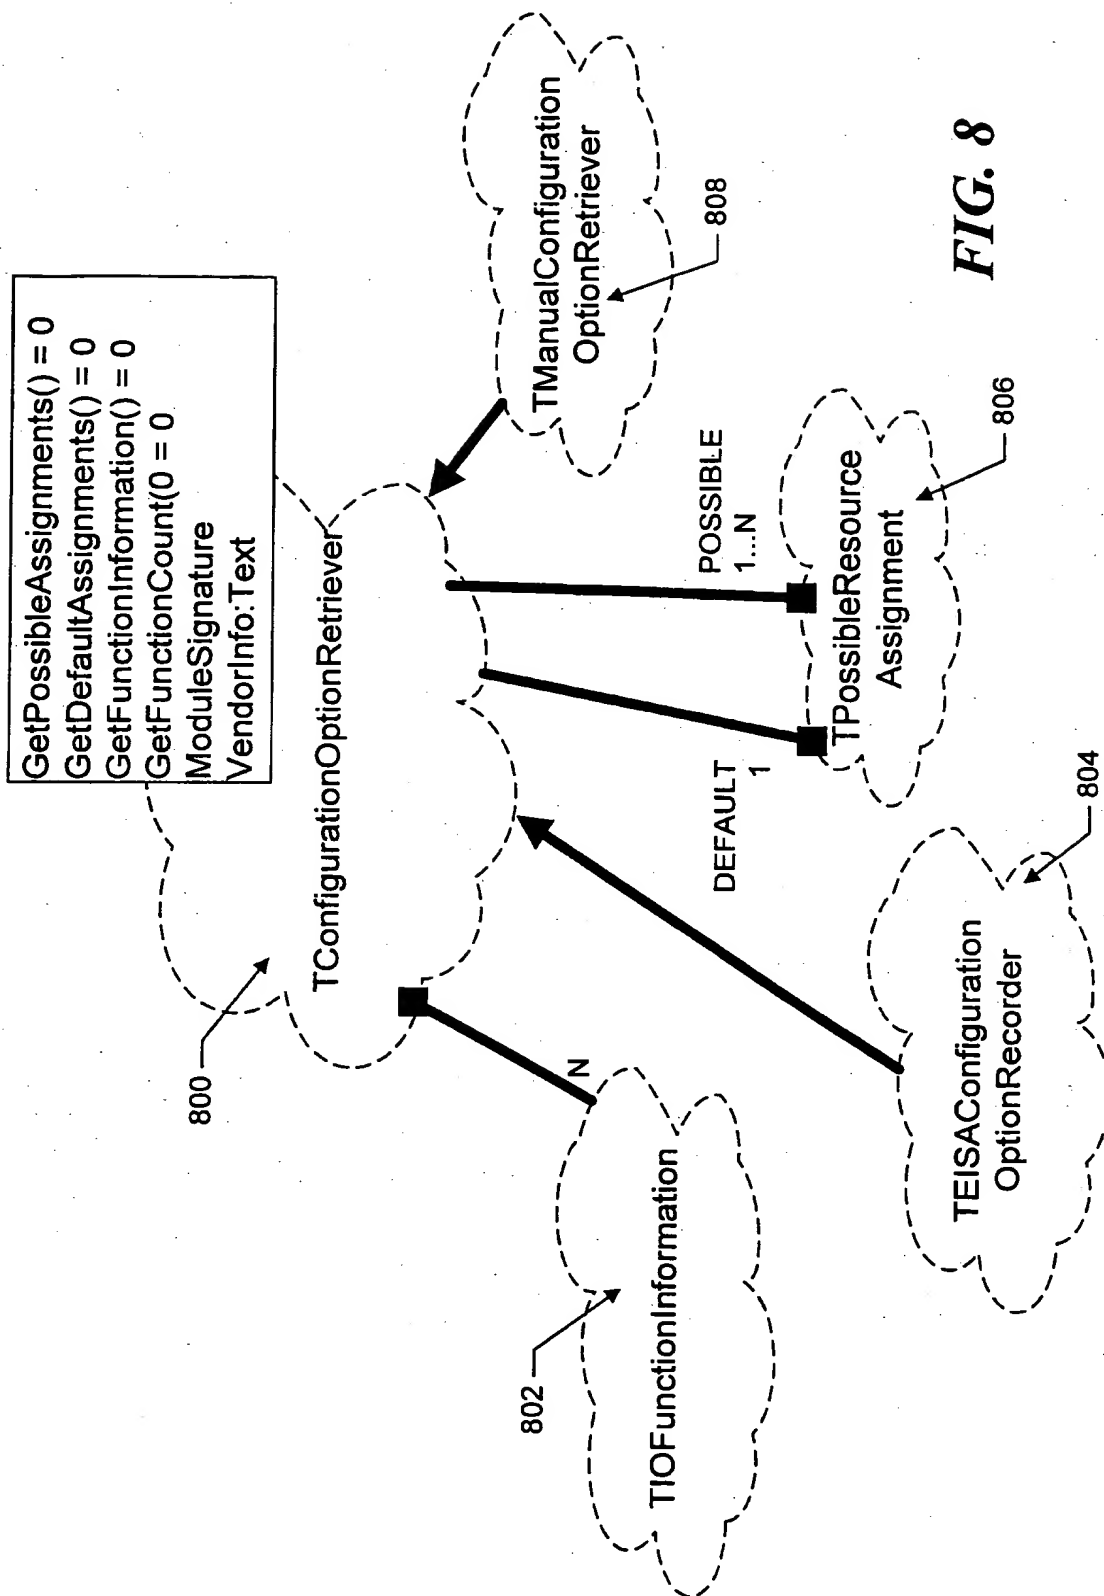 GetPossibleAssignments() = 0
GetDefaultAssignments() = 0
GetFunctionInformation() = 0
GetFunctionCount(0 = 0
ModuleSignature
VendorInfo:Text
800
TConfigurationOptionRetriever
N
802
TIOFunctionInformation
DEFAULT
1
POSSIBLE
1...N
TManualConfiguration
OptionRetriever
808
TPossibleResource
Assignment
806
TEISAConfiguration
OptionRecorder
804
FIG. 8